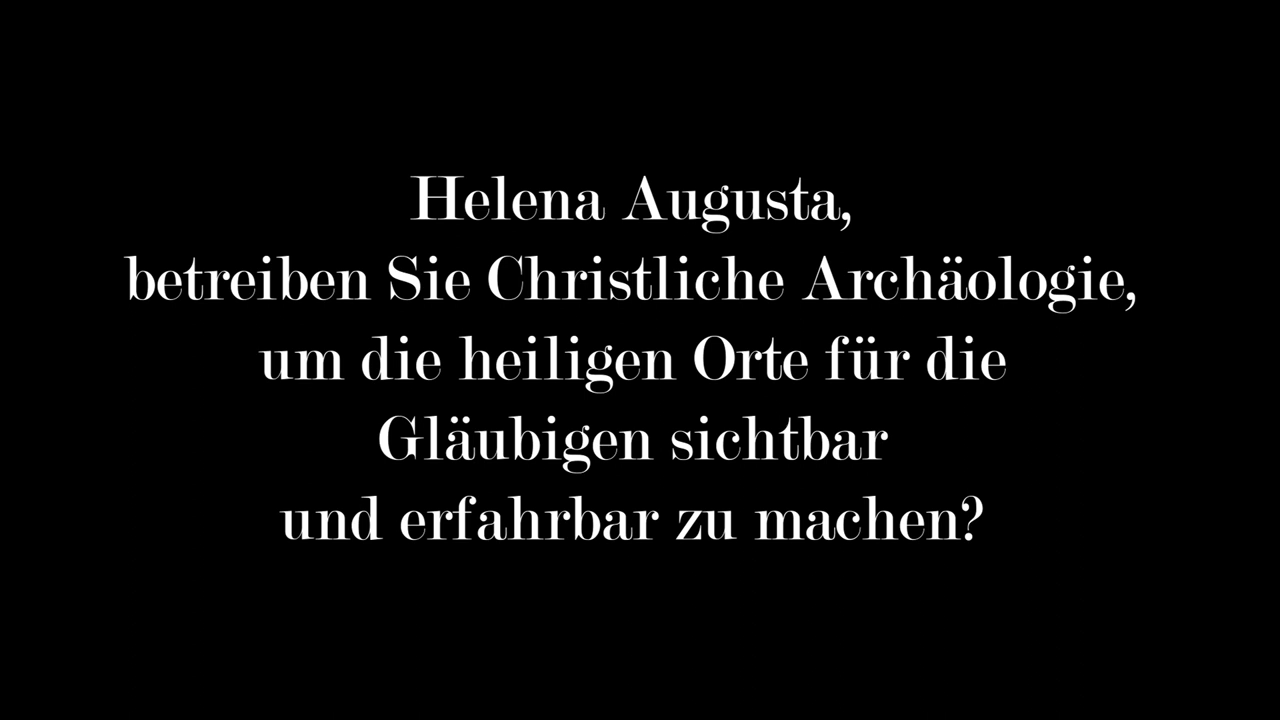 Helena Augusta,
betreiben Sie Christliche Archäologie,
um die heiligen Orte für die
Gläubigen sichtbar
und erfahrbar zu machen?